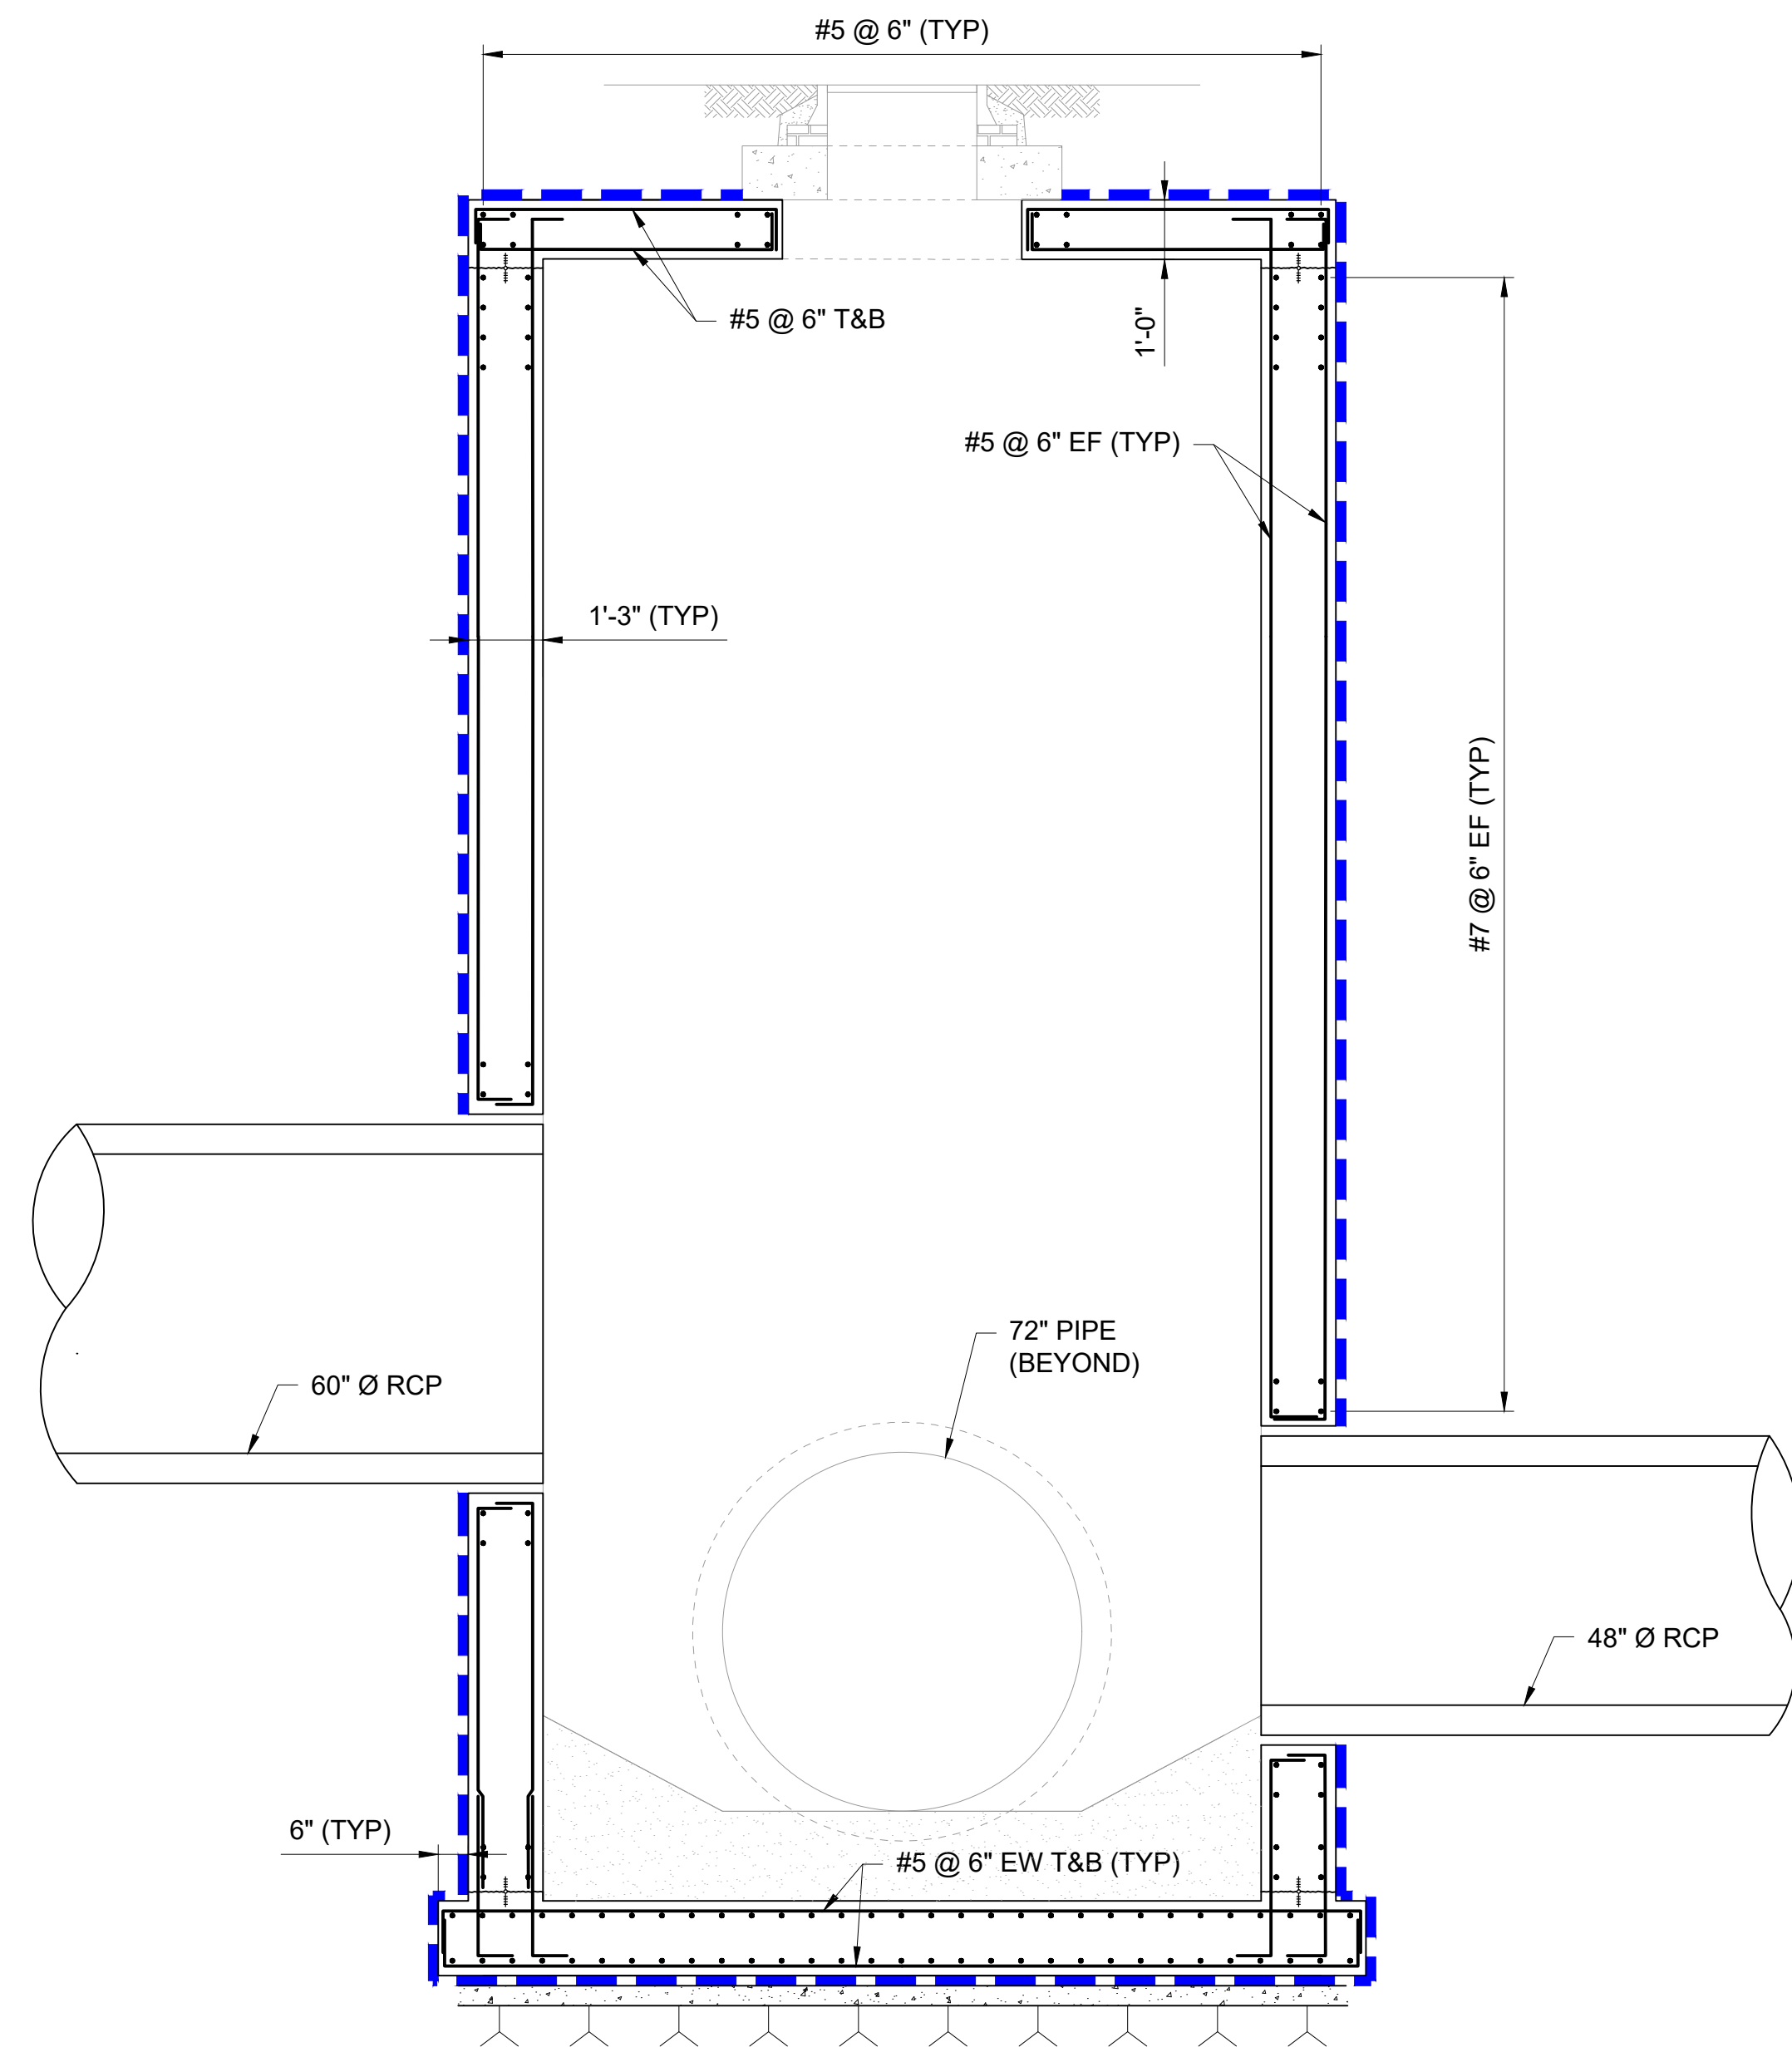 #5 @ 6" (TYP)
#5 @ 6" T&B
1'-0"
#5 @ 6" EF (TYP)
1'-3" (TYP)
#7 @ 6" EF (TYP)
72" PIPE
(BEYOND)
60" Ø RCP
48" Ø RCP
6" (TYP)
#5 @ 6" EW T&B (TYP)